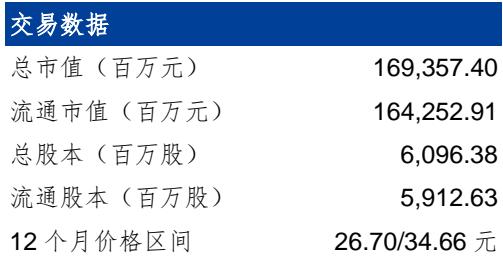 交易数据
总市值（百万元） 169,357.40
流通市值（百万元） 164,252.91
总股本（百万股） 6,096.38
流通股本（百万股） 5,912.63
12 个月价格区间 26.70/34.66 元